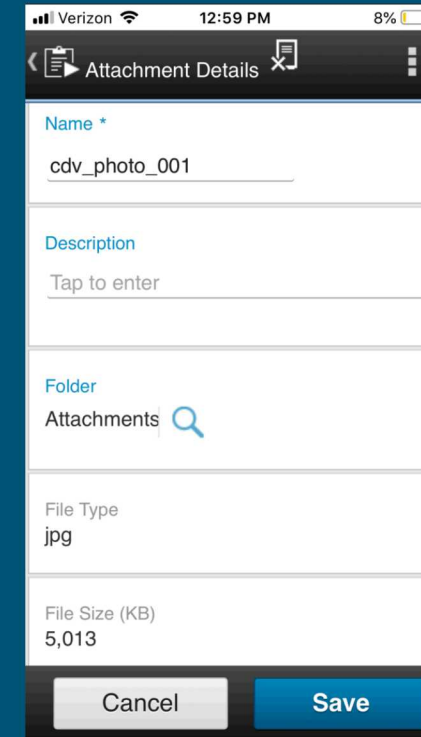 Verizon 12:59 PM 8%
Attachment Details
Name *
cdv_photo_001
Description
Tap to enter
Folder
Attachments
File Type
jpg
File Size (KB)
5,013
Cancel Save